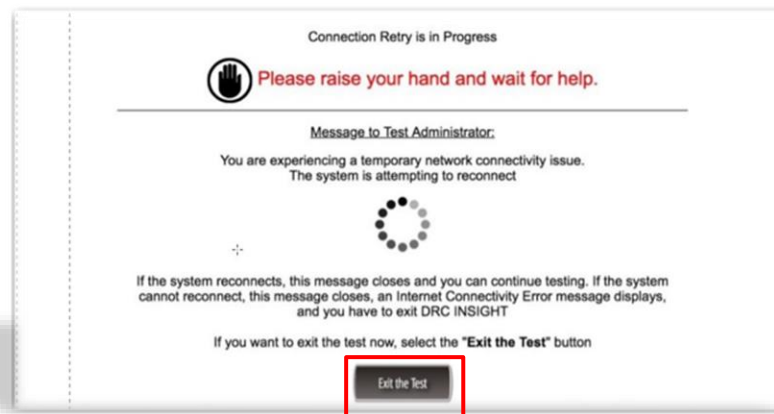 Connection Retry is in Progress
Please raise your hand and wait for help.
Message to Test Administrator:
You are experiencing a temporary network connectivity issue.
The system is attempting to reconnect
If the system reconnects, this message closes and you can continue testing. If the system
cannot reconnect, this message closes, an Internet Connectivity Error message displays,
and you have to exit DRC INSIGHT
If you want to exit the test now, select the "Exit the Test" button
Exit the Test